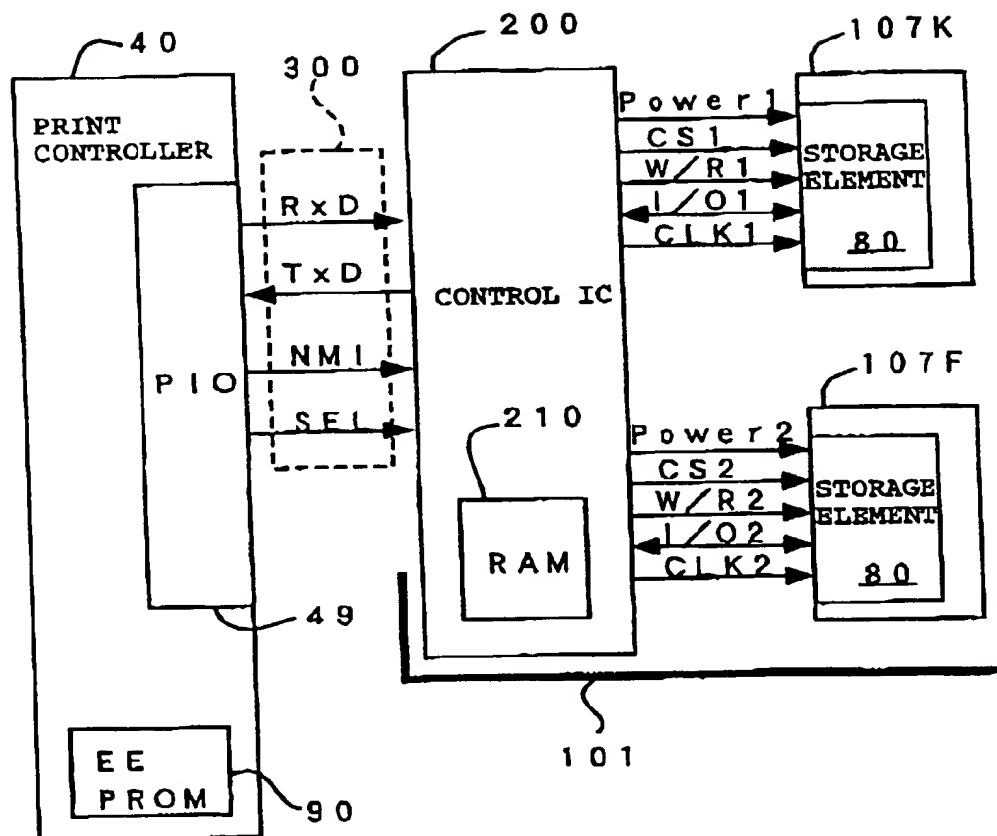 40
200
107K
300
PRINT
CONTROLLER
RxD
TxD
NMI
SEL
PIO
49
EE
PROM
90
CONTROL IC
210
RAM
101
Power1
CS1
W/R1
I/O1
CLK1
STORAGE
ELEMENT
80
107F
Power2
CS2
W/R2
I/O2
CLK2
STORAGE
ELEMENT
80